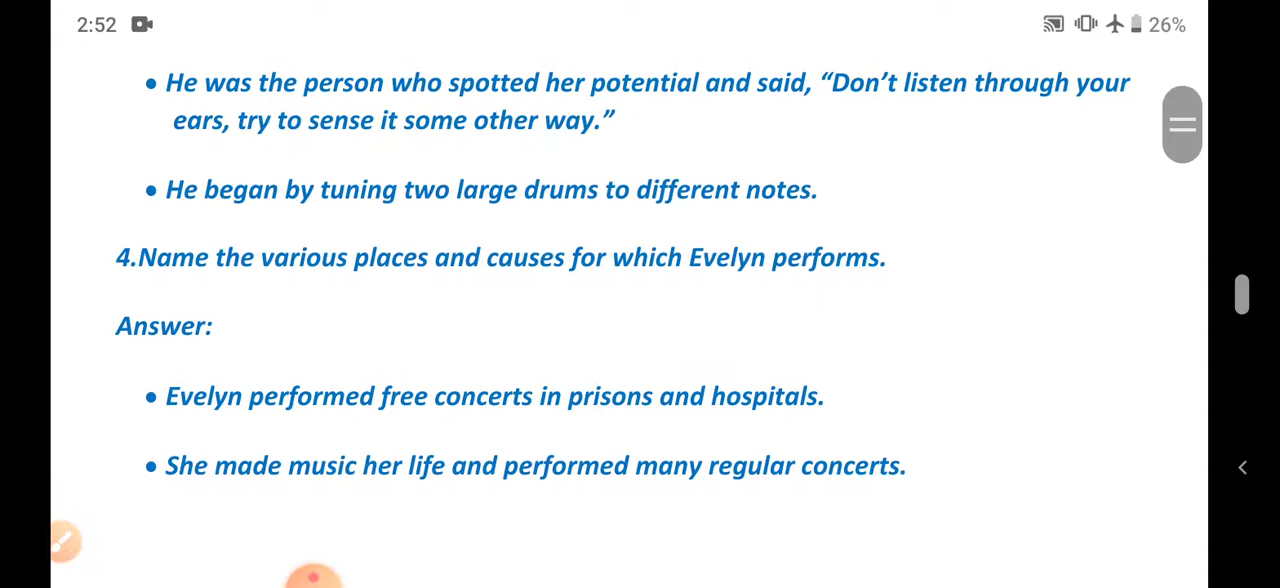 2:52 26%
• He was the person who spotted her potential and said, “Don’t listen through your
ears, try to sense it some other way.”
• He began by tuning two large drums to different notes.
4.Name the various places and causes for which Evelyn performs.
Answer:
• Evelyn performed free concerts in prisons and hospitals.
• She made music her life and performed many regular concerts.